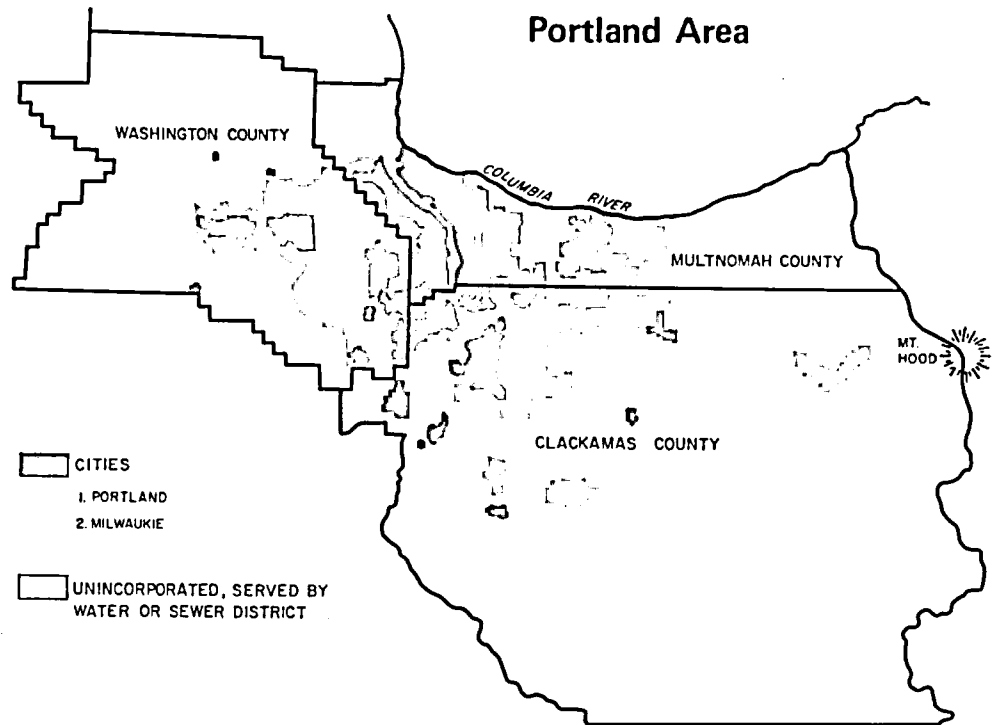 Portland Area
WASHINGTON COUNTY
COLUMBIA RIVER
MULTNOMAH COUNTY
MT.
HOOD
CLACKAMAS COUNTY
CITIES
1. PORTLAND
2. MILWAUKIE
UNINCORPORATED, SERVED BY
WATER OR SEWER DISTRICT